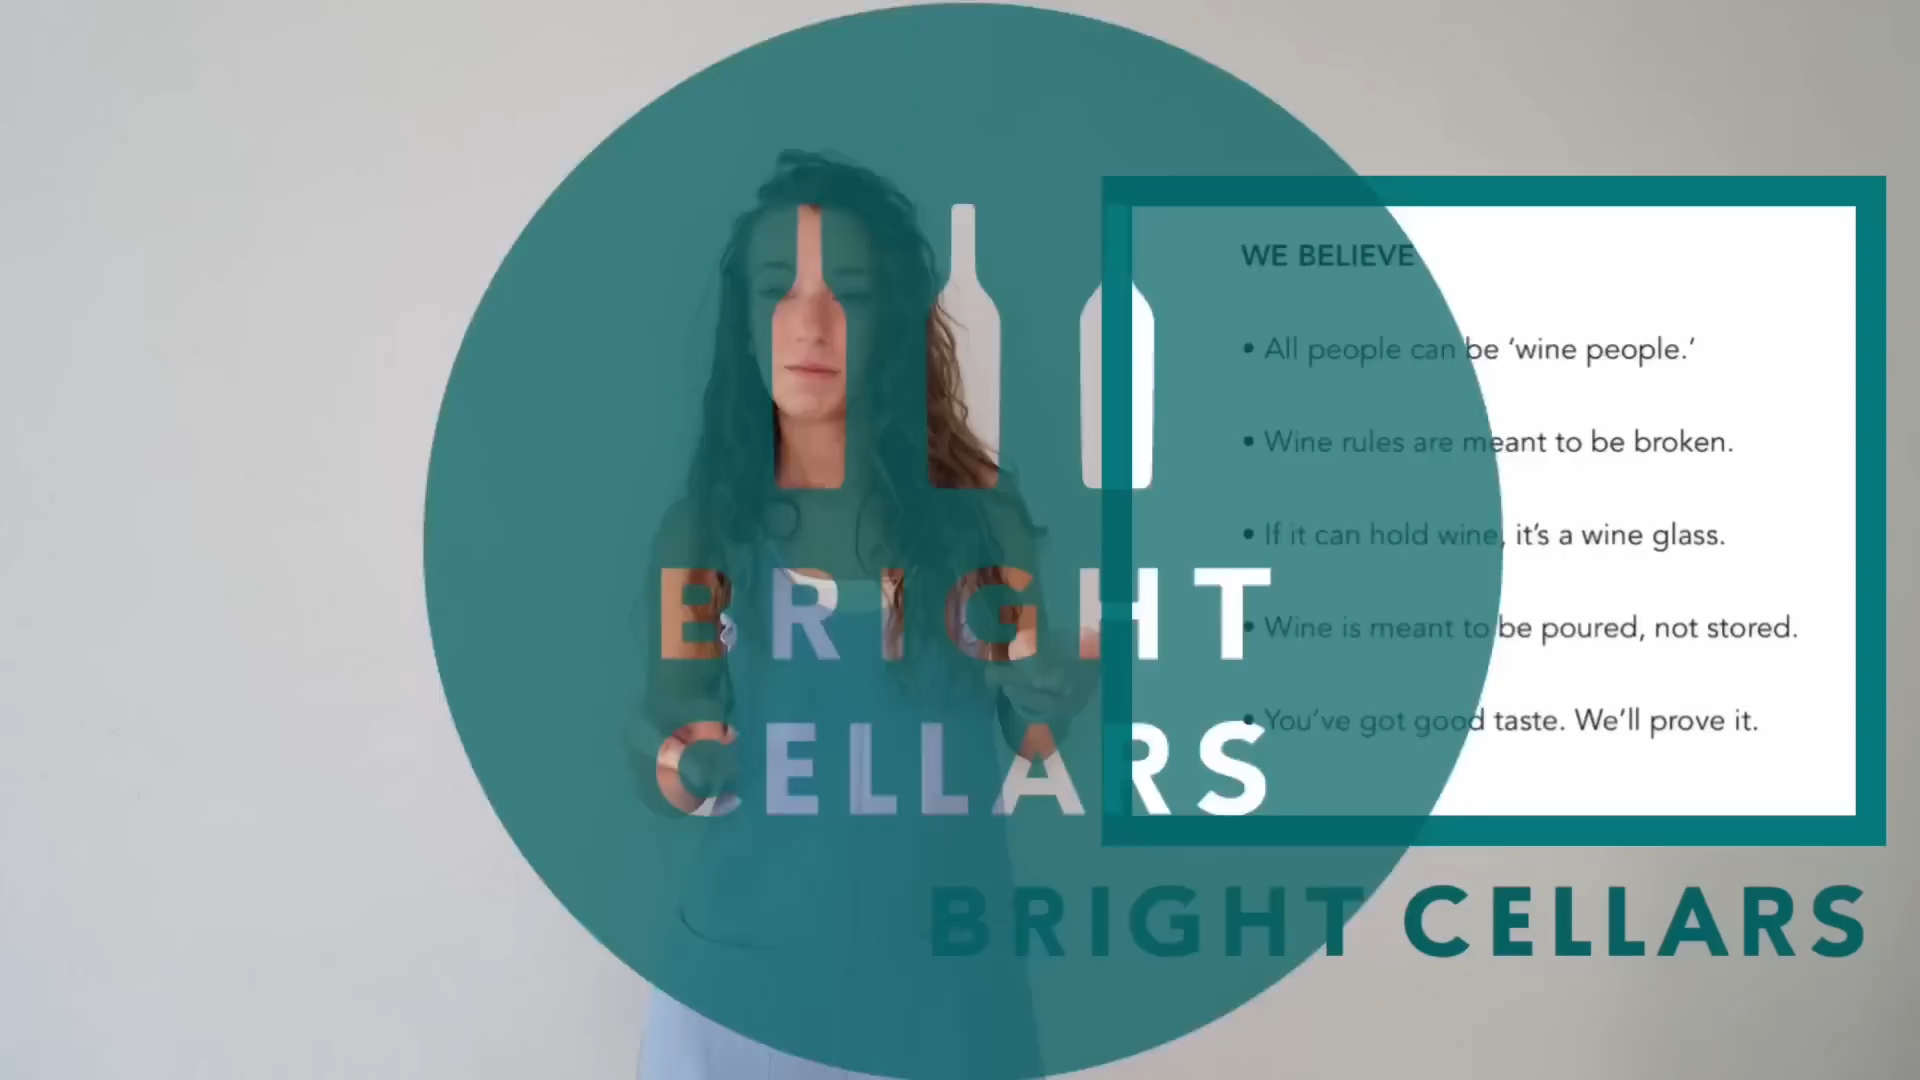 WE BELIEVE
• All people can be ‘wine people.’
• Wine rules are meant to be broken.
• If it can hold wine, it’s a wine glass.
• Wine is meant to be poured, not stored.
• You’ve got good taste. We’ll prove it.
BRIGHT
CELLARS
BRIGHT CELLARS